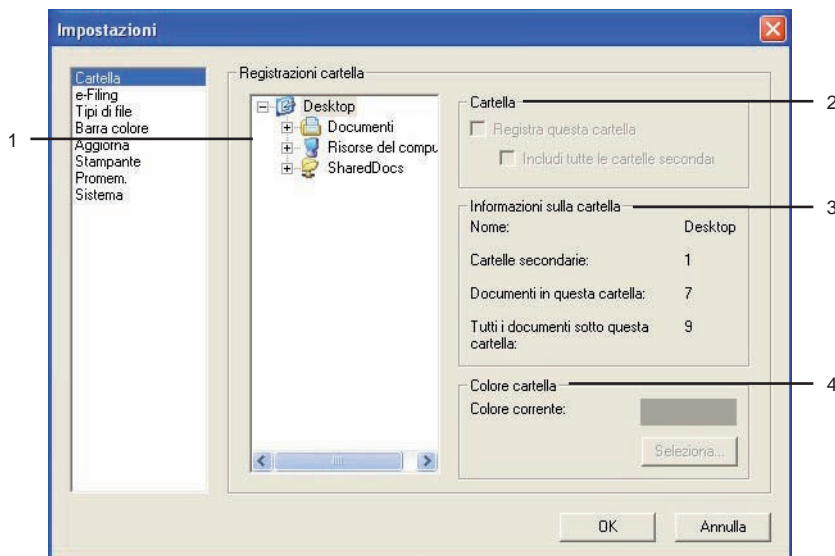 Impostazioni
Cartella
e-Filing
Tipi di file
Barra colore
Aggiorna
Stampante
Promem.
Sistema
Registrazioni cartella
Desktop
Documenti
Risorse del compu
SharedDocs
1
Cartella
2
Registra questa cartella
Includi tutte le cartelle secondar
Informazioni sulla cartella
3
Nome: Desktop
Cartelle secondarie: 1
Documenti in questa cartella: 7
Tutti i documenti sotto questa 9
cartella:
Colore cartella
4
Colore corrente:
Seleziona...
OK Annulla